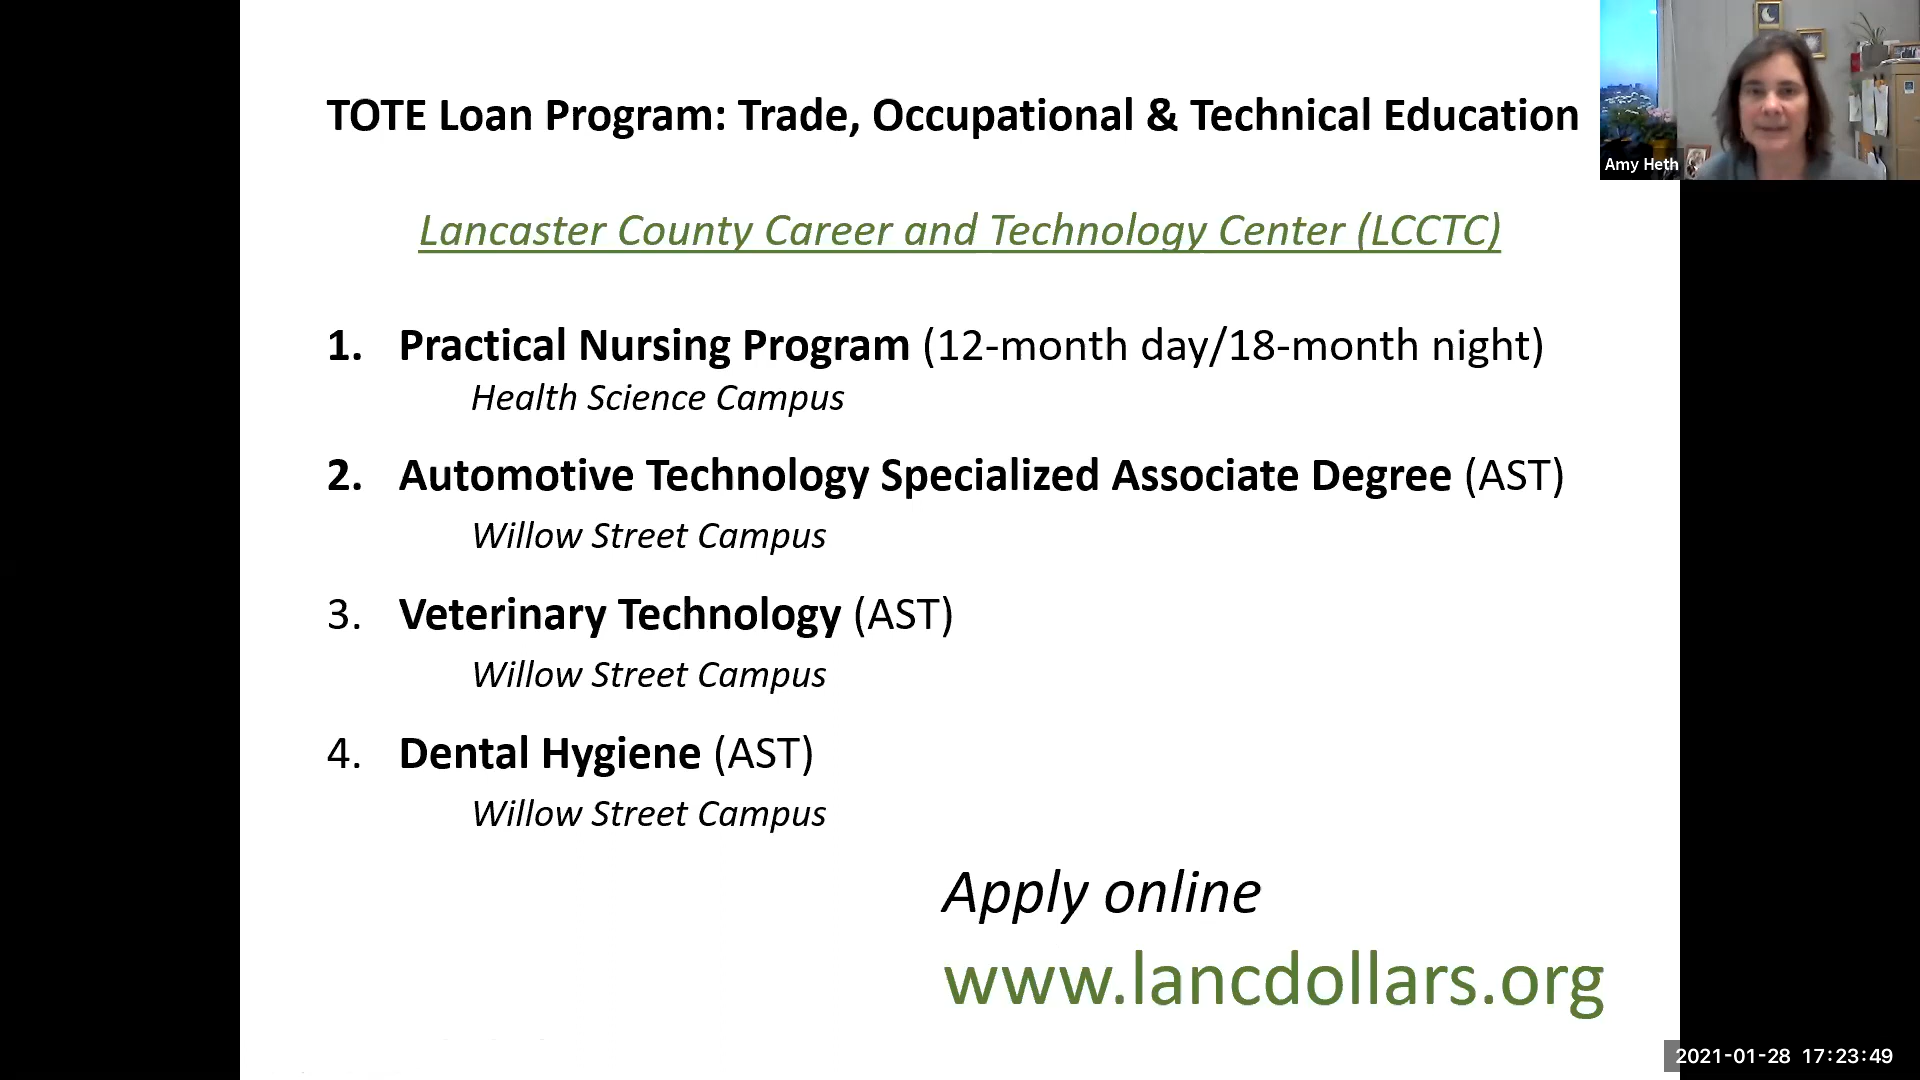 TOTE Loan Program: Trade, Occupational & Technical Education
Amy Heth
Lancaster County Career and Technology Center (LCCTC)
1. Practical Nursing Program (12-month day/18-month night)
Health Science Campus
2. Automotive Technology Specialized Associate Degree (AST)
Willow Street Campus
3. Veterinary Technology (AST)
Willow Street Campus
4. Dental Hygiene (AST)
Willow Street Campus
Apply online
www.lancdollars.org
2021-01-28 17:23:49